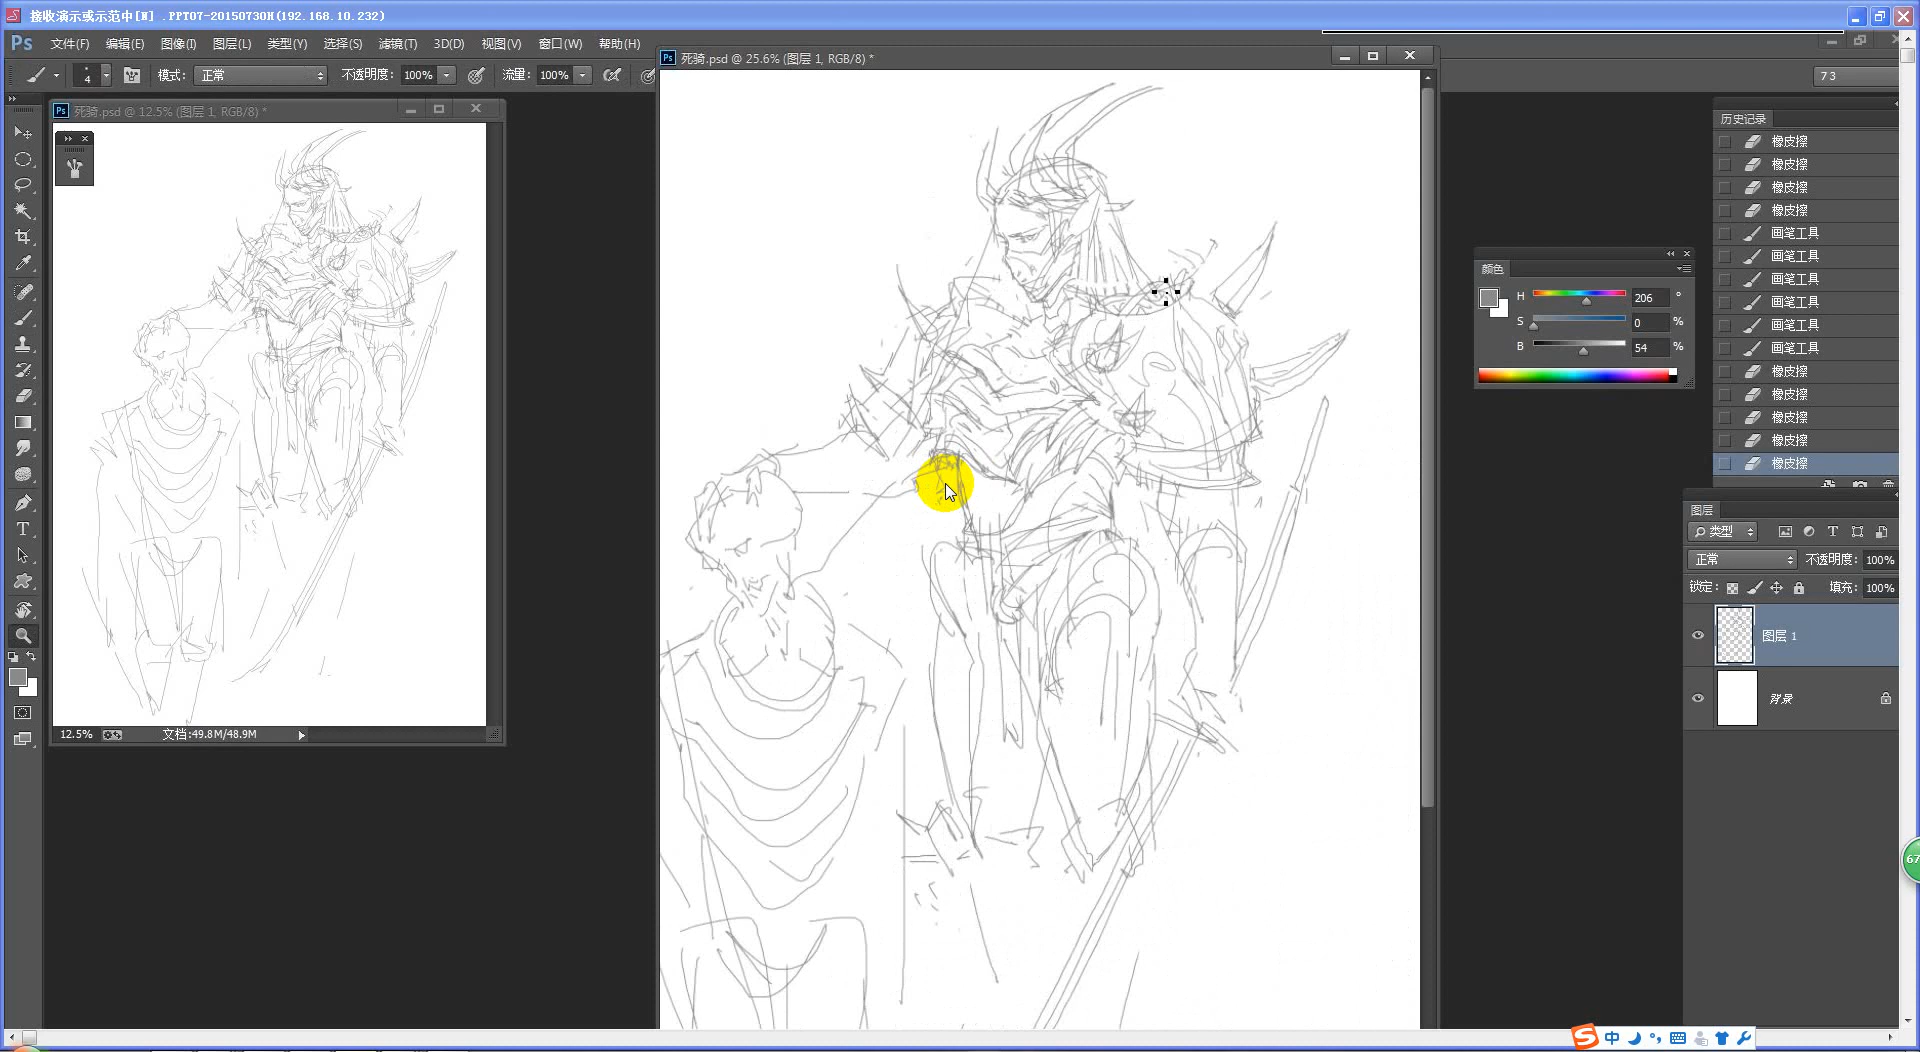 接收演示或示范中[N] .PPT07-20150730H(192.168.10.232)
Ps 文件(F) 编辑(E) 图像(I) 图层(L) 类型(Y) 选择(S) 滤镜(T) 3D(D) 视图(V) 窗口(W) 帮助(H)
4 模式: 正常 不透明度: 100% 流量: 100%
73
Ps 死骑.psd @ 12.5% (图层 1, RGB/8) *
Ps 死骑.psd @ 25.6% (图层 1, RGB/8) *
12.5% 文档:49.8M/48.9M
颜色
H 206 °
S 0 %
B 54 %
历史记录
橡皮擦
橡皮擦
橡皮擦
橡皮擦
画笔工具
画笔工具
画笔工具
画笔工具
画笔工具
画笔工具
橡皮擦
橡皮擦
橡皮擦
橡皮擦
橡皮擦
图层
类型
正常 不透明度: 100%
锁定: 填充: 100%
图层 1
背景
67
中